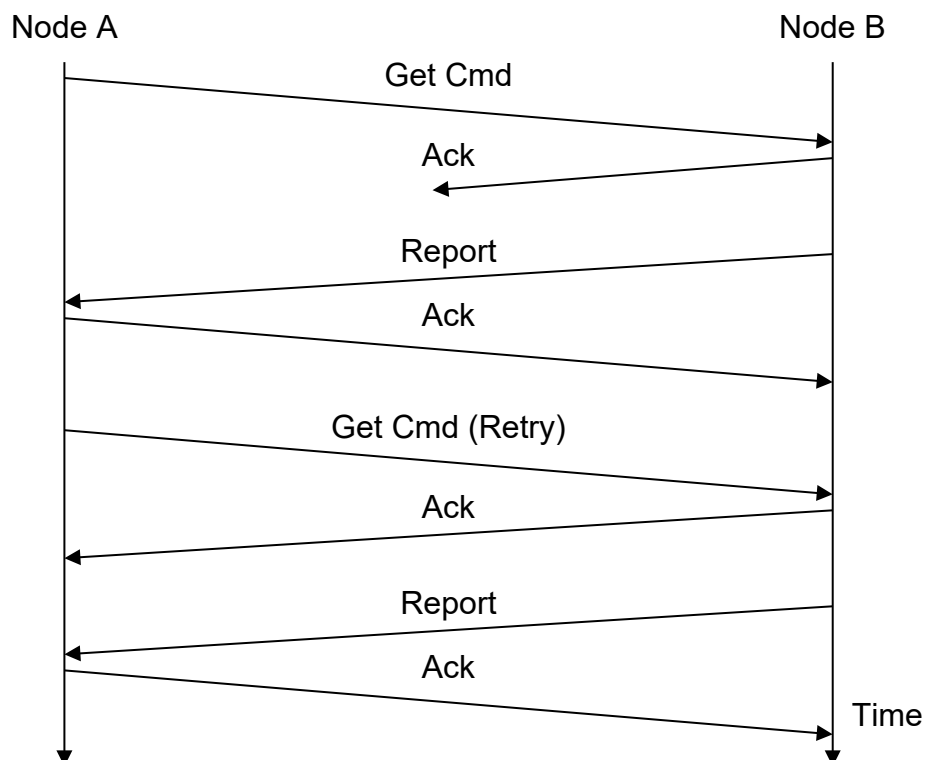 Node A
Node B
Get Cmd
Ack
Report
Ack
Get Cmd (Retry)
Ack
Report
Ack
Time